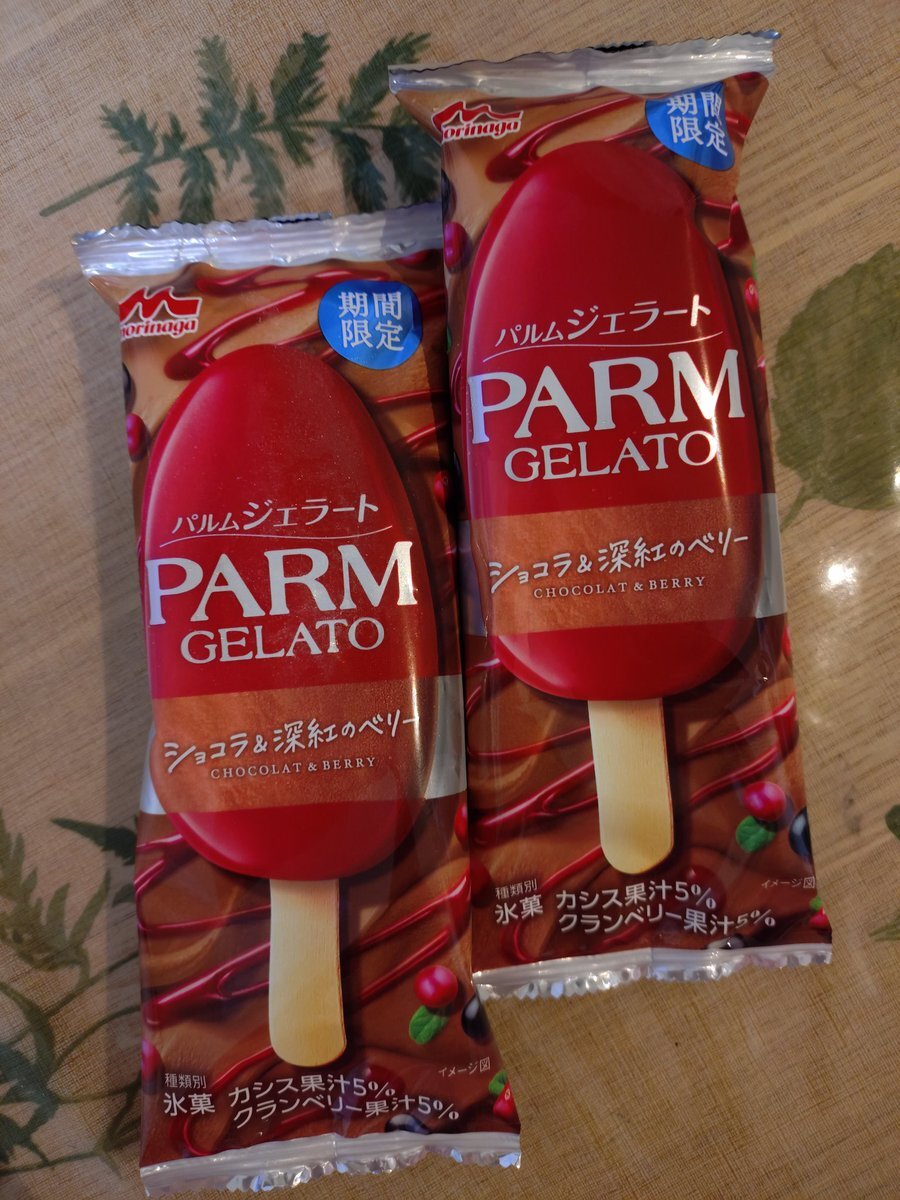 morinaga
期間
限定
パルムジェラート
PARM
GELATO
ショコラ&深紅のベリー
CHOCOLAT & BERRY
種類別
氷菓
カシス果汁5%
クランベリー果汁5%
イメージ図
morinaga
期間
限定
パルムジェラート
PARM
GELATO
ショコラ&深紅のベリー
CHOCOLAT & BERRY
種類別
氷菓
カシス果汁5%
クランベリー果汁5%
イメージ図